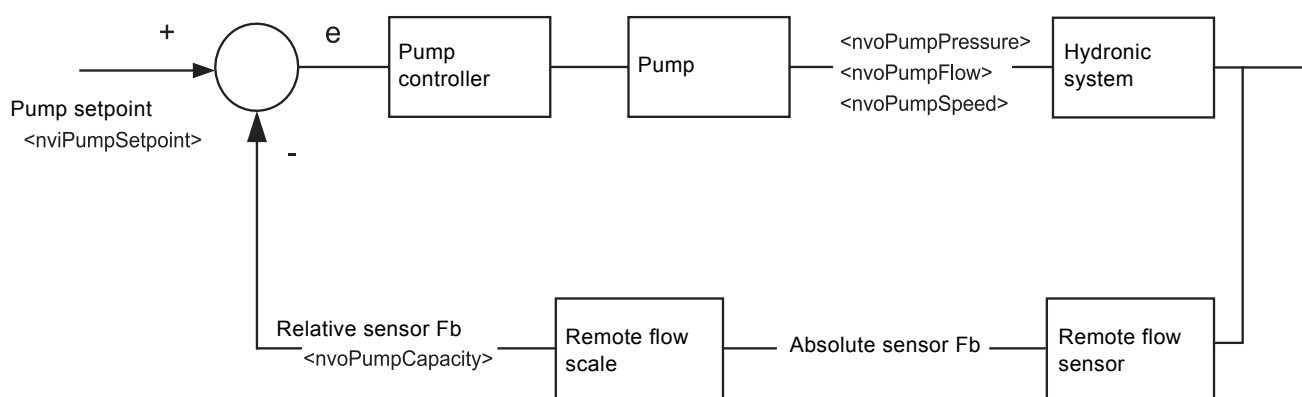 +
e
Pump
controller
Pump
<nvoPumpPressure>
<nvoPumpFlow>
<nvoPumpSpeed>
Hydronic
system
Pump setpoint
<nviPumpSetpoint>
-
Relative sensor Fb
<nvoPumpCapacity>
Remote flow
scale
Absolute sensor Fb
Remote flow
sensor